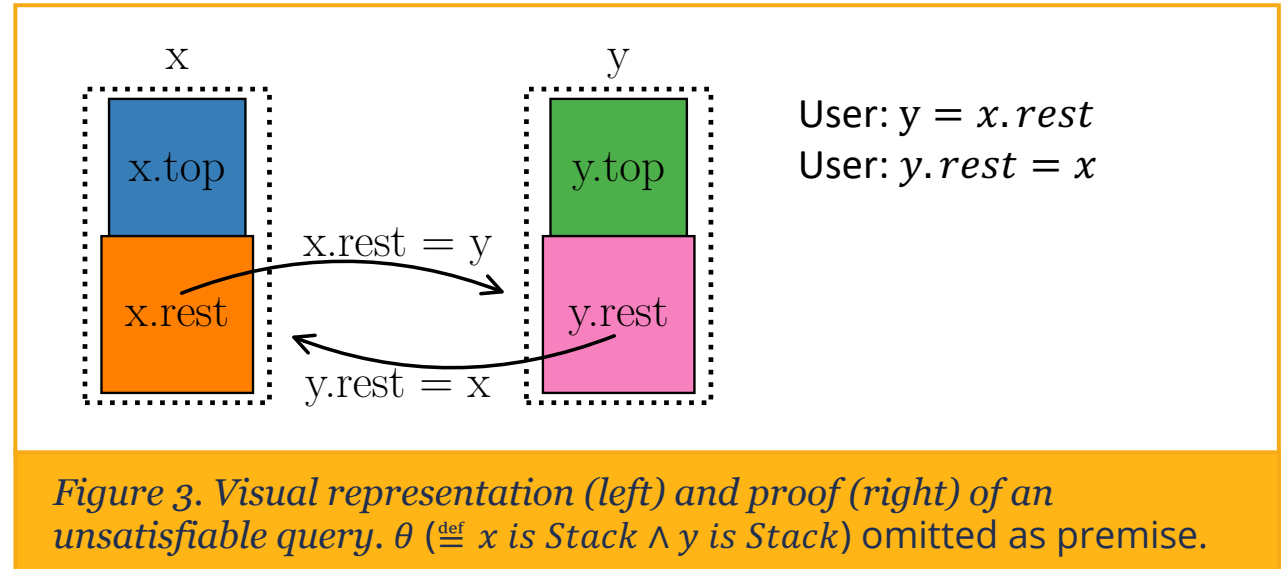 x
y
x.top
y.top
x.rest = y
x.rest
y.rest
y.rest = x
User: y = x.rest
User: y.rest = x
Figure 3. Visual representation (left) and proof (right) of an
unsatisfiable query. θ (≝ x is Stack ∧ y is Stack) omitted as premise.